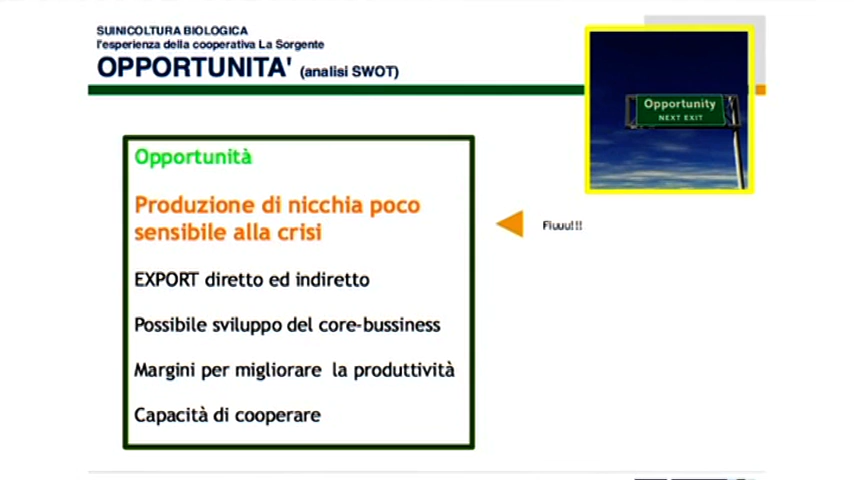 SUINICOLTURA BIOLOGICA
l'esperienza della cooperativa La Sorgente
OPPORTUNITA' (analisi SWOT)
Opportunity
NEXT EXIT
Opportunità
Produzione di nicchia poco
sensibile alla crisi
Fiuuu!!!
EXPORT diretto ed indiretto
Possibile sviluppo del core-bussiness
Margini per migliorare la produttività
Capacità di cooperare